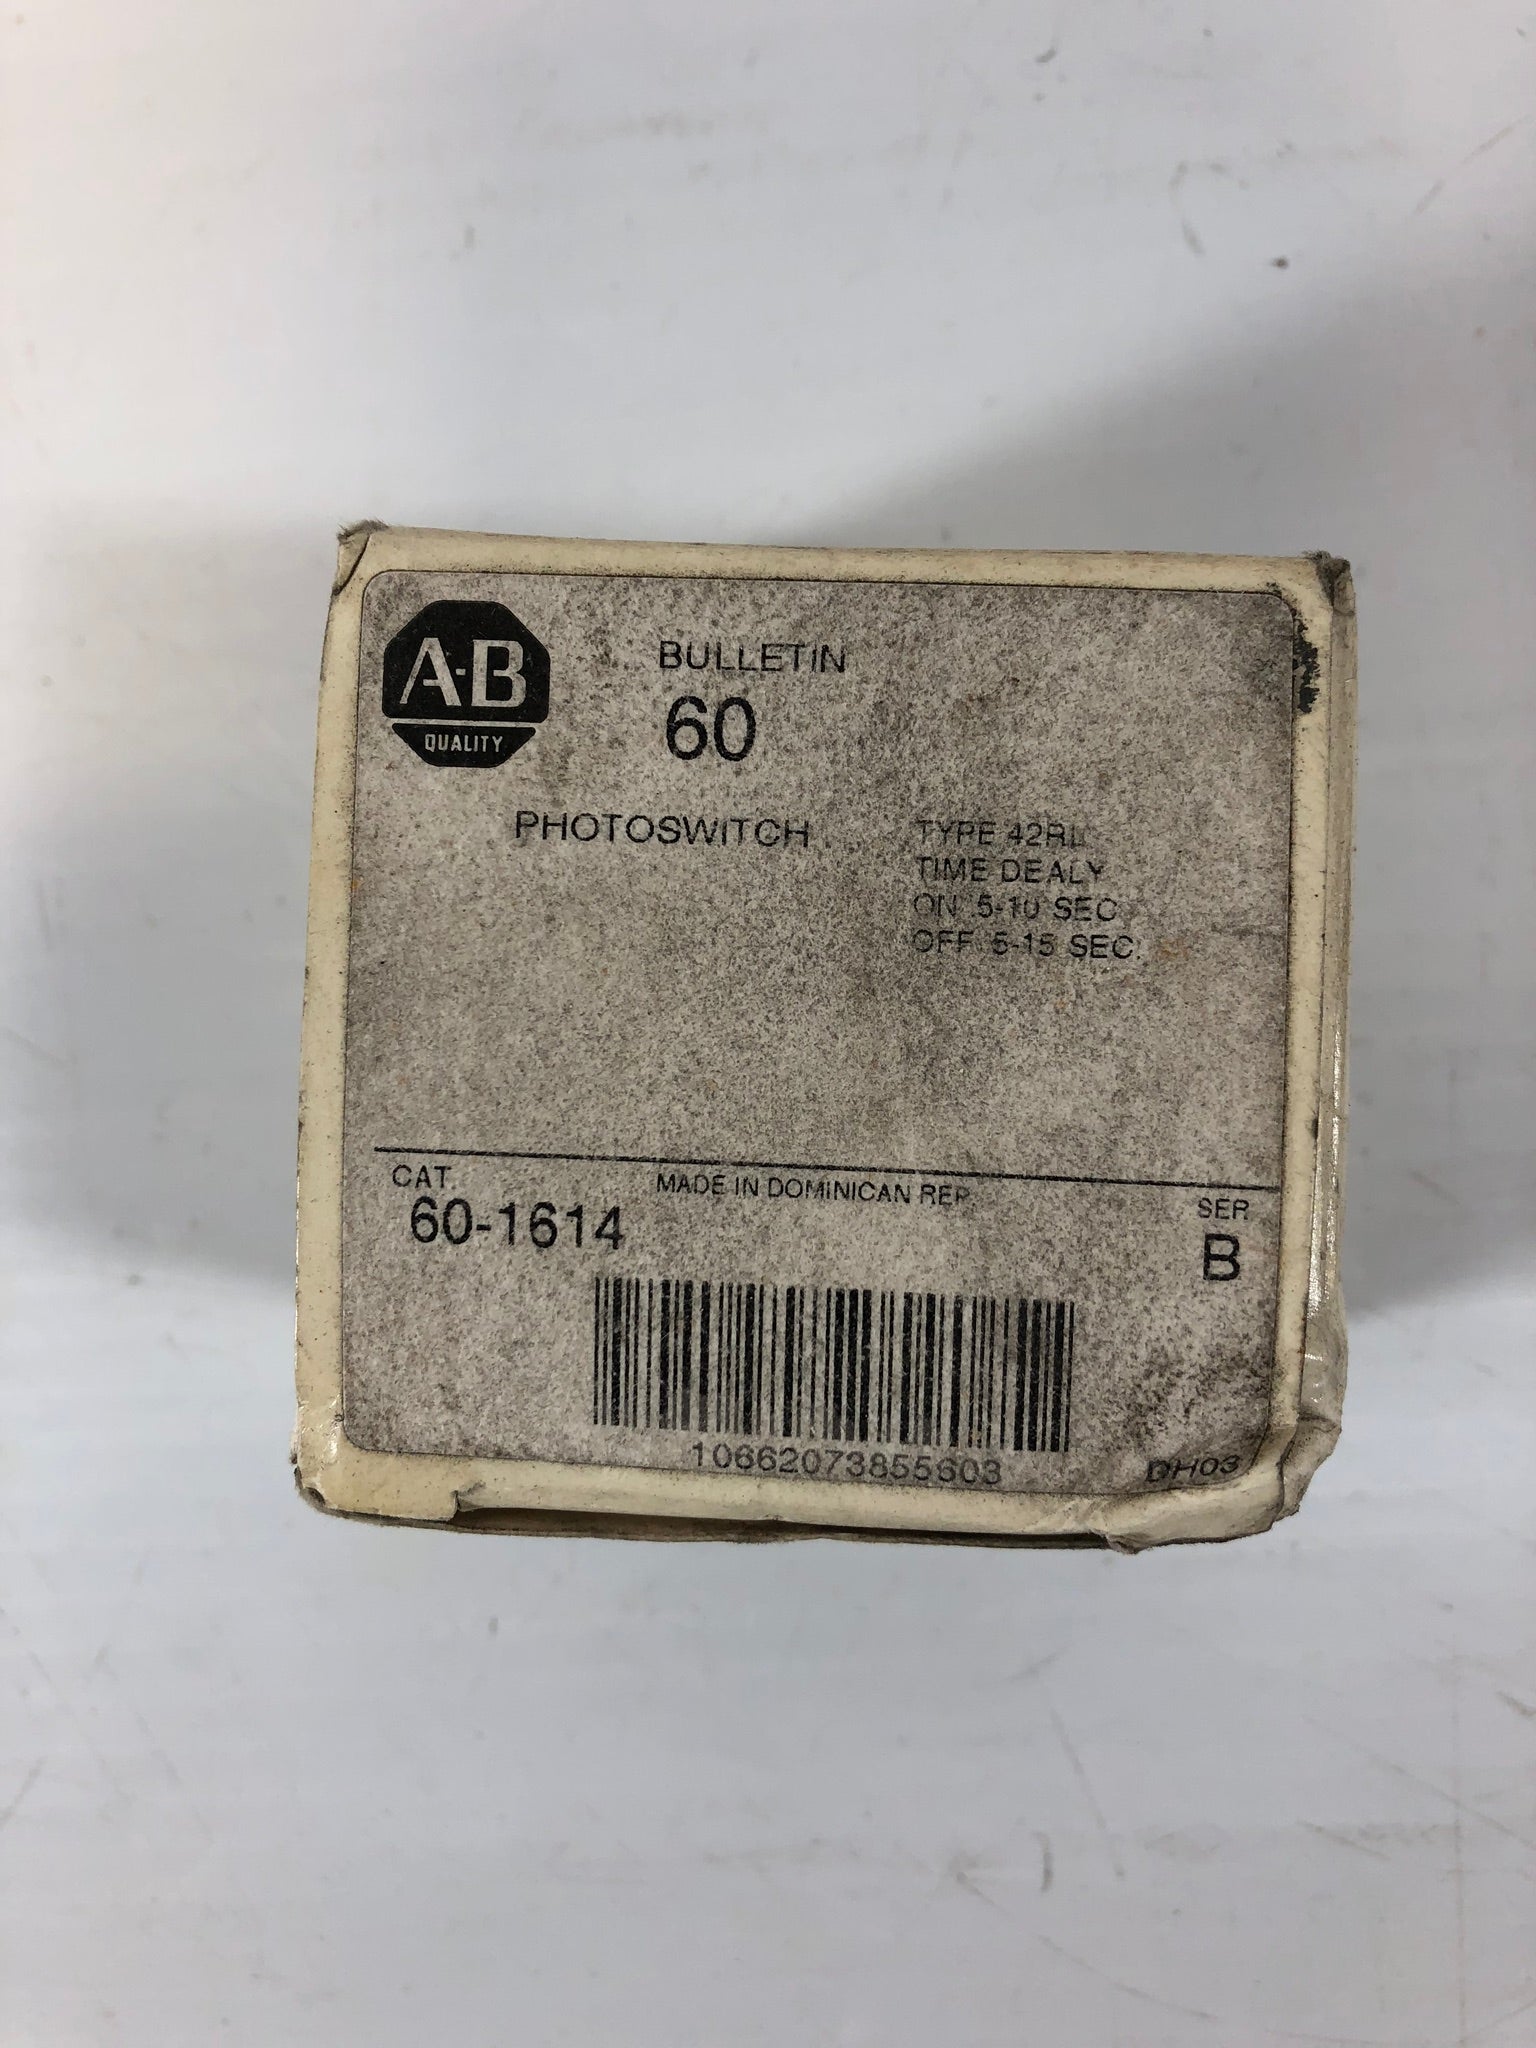 A-B
QUALITY
BULLETIN
60
PHOTOSWITCH
TYPE 42RL
TIME DEALY
ON .5-10 SEC
OFF .5-15 SEC.
CAT.
60-1614
MADE IN DOMINICAN REP.
SER
B
10662073855603
DH03